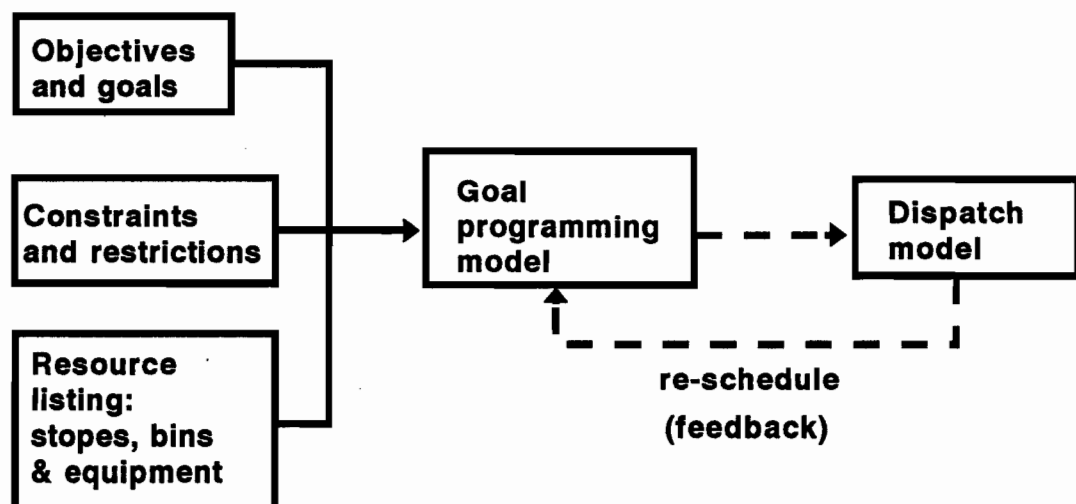 Objectives
and goals
Constraints
and restrictions
Resource
listing:
stopes, bins
& equipment
Goal
programming
model
Dispatch
model
re-schedule
(feedback)